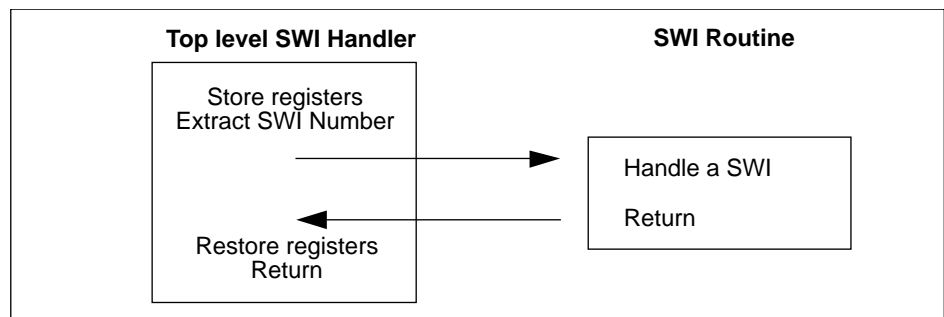 Top level SWI Handler
SWI Routine
Store registers
Extract SWI Number
Handle a SWI
Return
Restore registers
Return